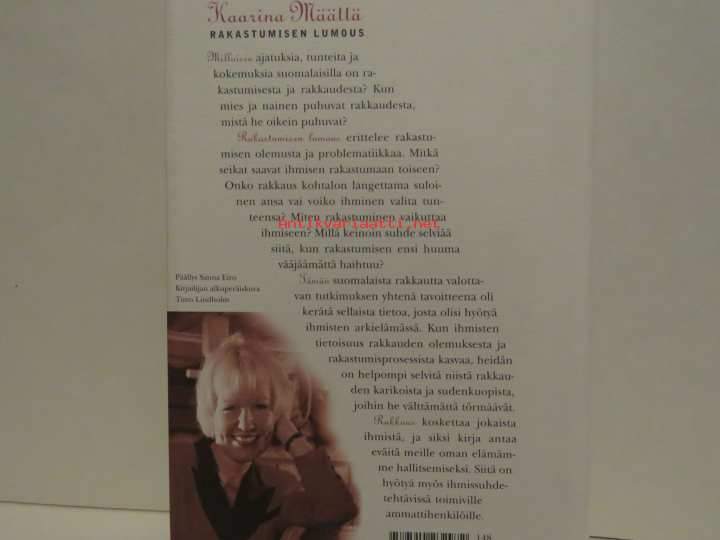 Kaarina Määttä
RAKASTUMISEN LUMOUS
Millaisia ajatuksia, tunteita ja
kokemuksia suomalaisilla on ra-
kastumisesta ja rakkaudesta? Kun
mies ja nainen puhuvat rakkaudesta,
mistä he oikein puhuvat?
Rakastumisen lumous erittelee rakastu-
misen olemusta ja problematiikkaa. Mitkä
seikat saavat ihmisen rakastumaan toiseen?
Onko rakkaus kohtalon langettama suloi-
nen ansa vai voiko ihminen valita tun-
teensa? Miten rakastuminen vaikuttaa
Antikvariaatti.net
ihmiseen? Millä keinoin suhde selviää
siitä, kun rakastumisen ensi huuma
vääjäämättä haihtuu?
Päällys Sanna Eiro
Kirjailijan alkuperäiskuva
Timo Lindholm
Tämän suomalaista rakkautta valotta-
van tutkimuksen yhtenä tavoitteena oli
kerätä sellaista tietoa, josta olisi hyötyä
ihmisten arkielämässä. Kun ihmisten
tietoisuus rakkauden olemuksesta ja
rakastumisprosessista kasvaa, heidän
on helpompi selvitä niistä rakkau-
den karikoista ja sudenkuopista,
joihin he välttämättä törmäävät.
Rakkaus koskettaa jokaista
ihmistä, ja siksi kirja antaa
eväitä meille oman elämäm-
me hallitsemiseksi. Siitä on
hyötyä myös ihmissuhde-
tehtävissä toimiville
ammattihenkilöille.